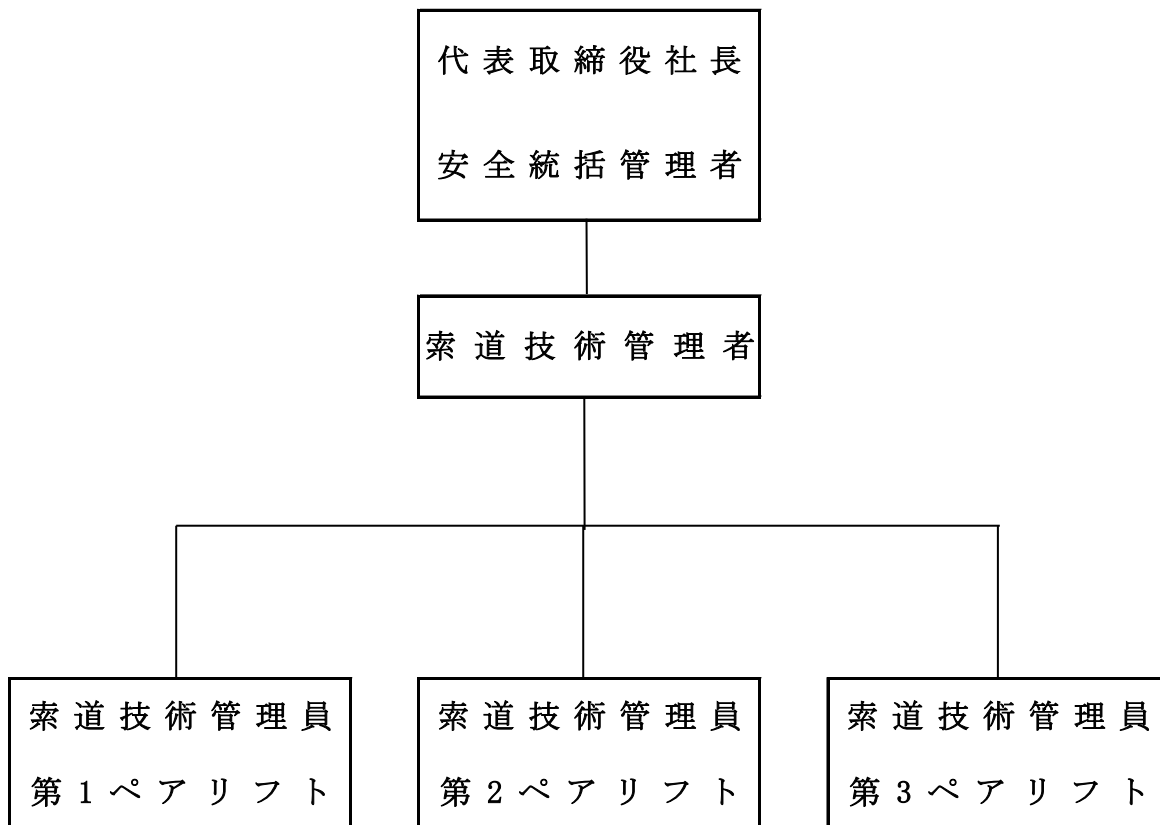 代表取締役社長
安全統括管理者
索道技術管理者
索道技術管理員
第1ペアリフト
索道技術管理員
第2ペアリフト
索道技術管理員
第3ペアリフト